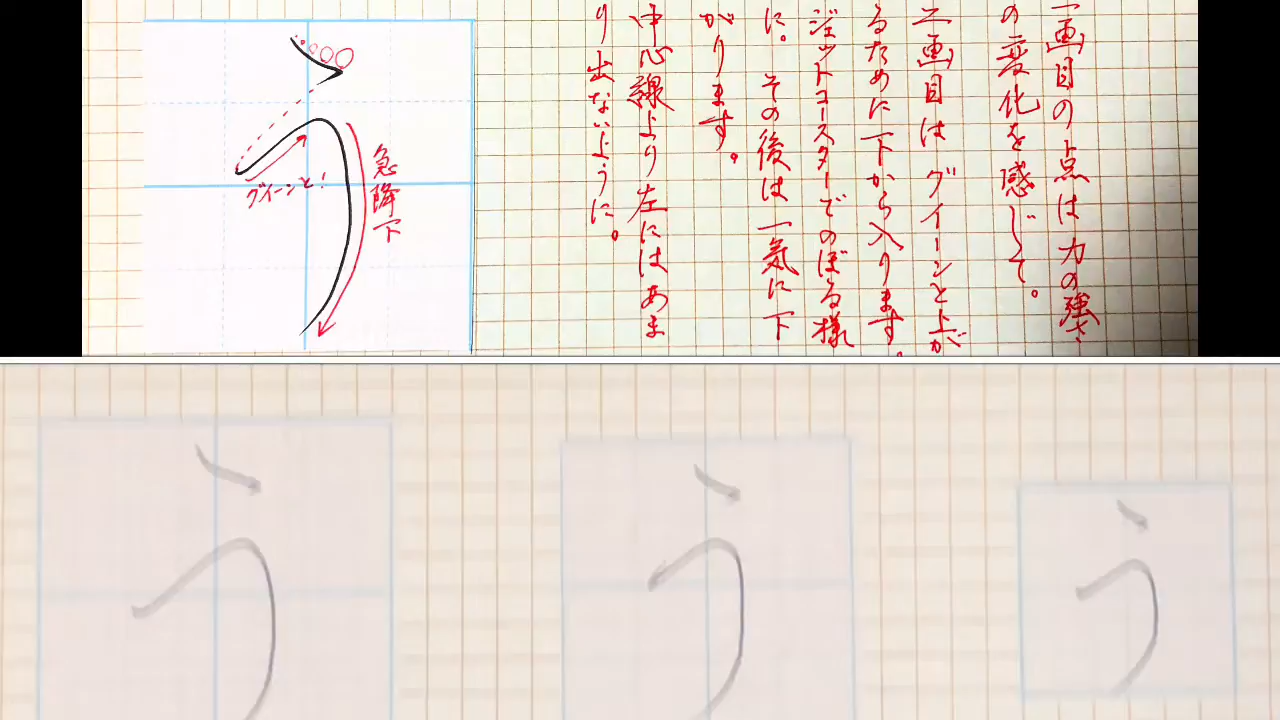 一画目の点は力の強さ
の変化を感じて。
二画目は グイーンと上が
るために下から入ります。
ジェットコースターでのぼる様
に。 その後は一気に下
がります。
中心線より左にはあま
り出ないように。
う
グイーンと!
急降下
う
う
う